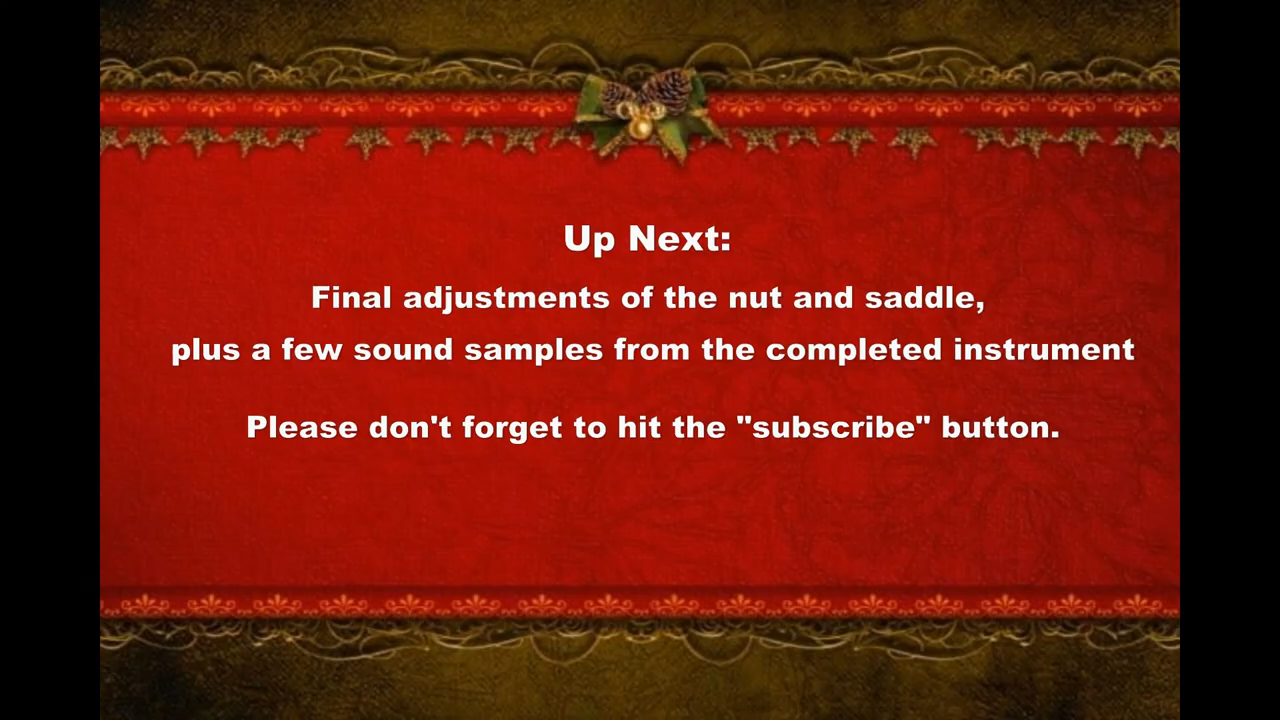 Up Next:
Final adjustments of the nut and saddle,
plus a few sound samples from the completed instrument
Please don't forget to hit the "subscribe" button.